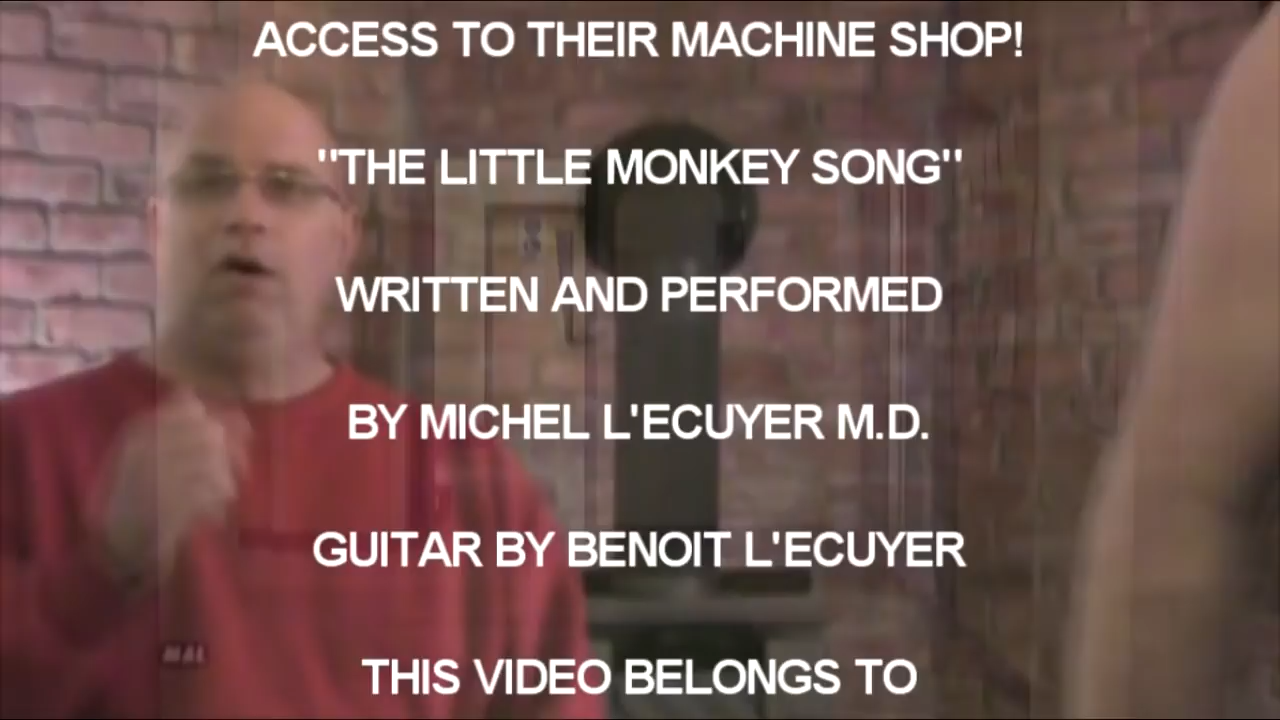 ACCESS TO THEIR MACHINE SHOP!
"THE LITTLE MONKEY SONG"
WRITTEN AND PERFORMED
BY MICHEL L'ECUYER M.D.
GUITAR BY BENOIT L'ECUYER
THIS VIDEO BELONGS TO